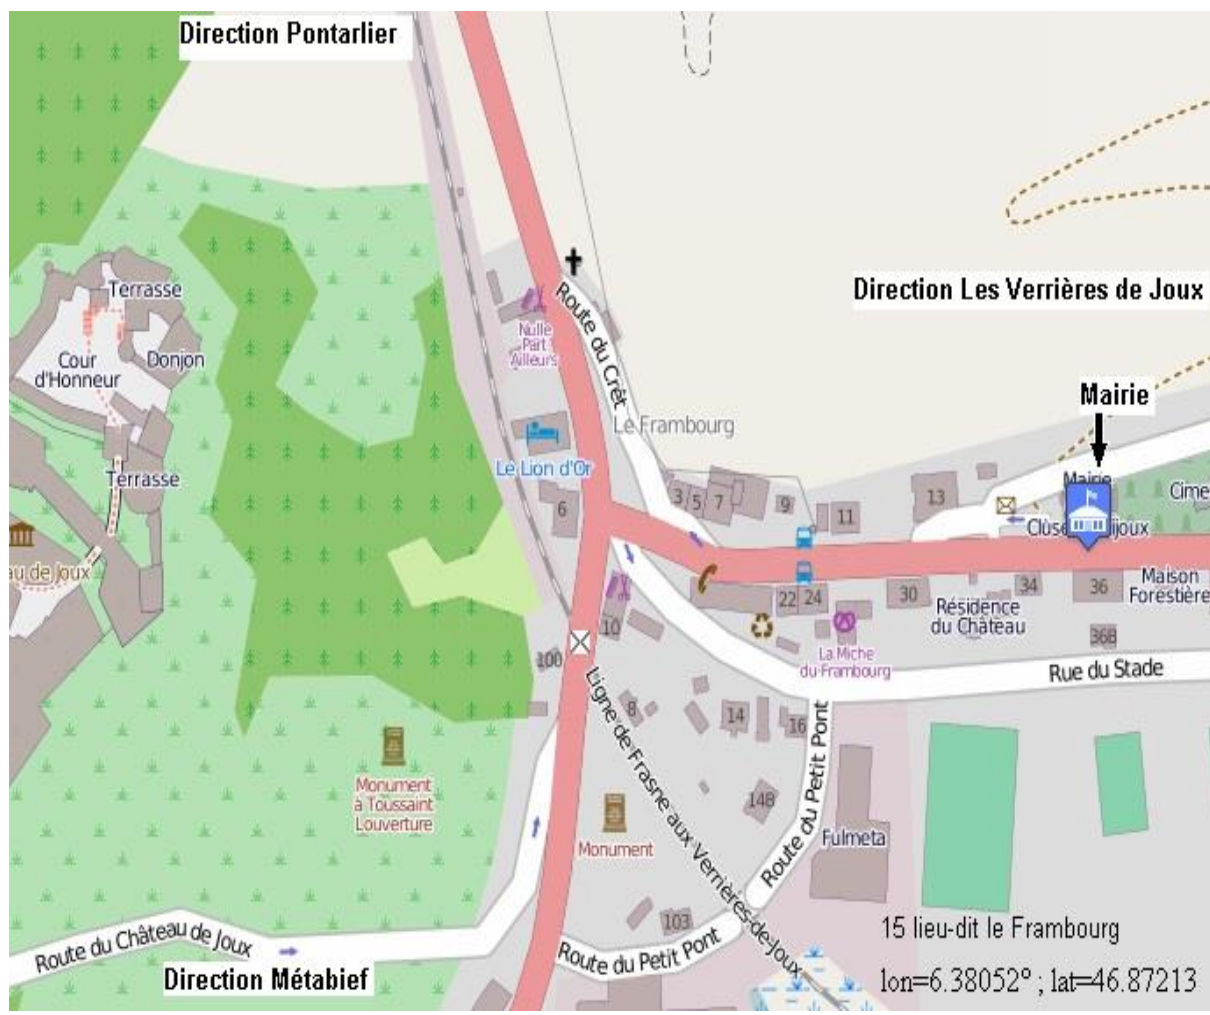 Direction Pontarlier
Direction Les Verrières de Joux
Terrasse
Cour
d'Honneur
Donjon
Nulle
Part
Ailleurs
Route du Crêt
Le Frambourg
Mairie
Terrasse
Le Lion d'Or
6
3
5
7
9
11
13
Mairie
Cime
au de Joux
22
24
30
34
36
Maison
Forestière
Résidence
du Château
36B
10
100
La Miche
du Frambourg
Rue du Stade
8
14
16
14B
Ligne de Frasne aux Verrières-de-Joux
Route du Petit Pont
Monument
à Toussaint
Louverture
Monument
Fulmeta
103
Route du Petit Pont
Route du Château de Joux
Direction Métabief
15 lieu-dit le Frambourg
lon=6.38052° ; lat=46.87213